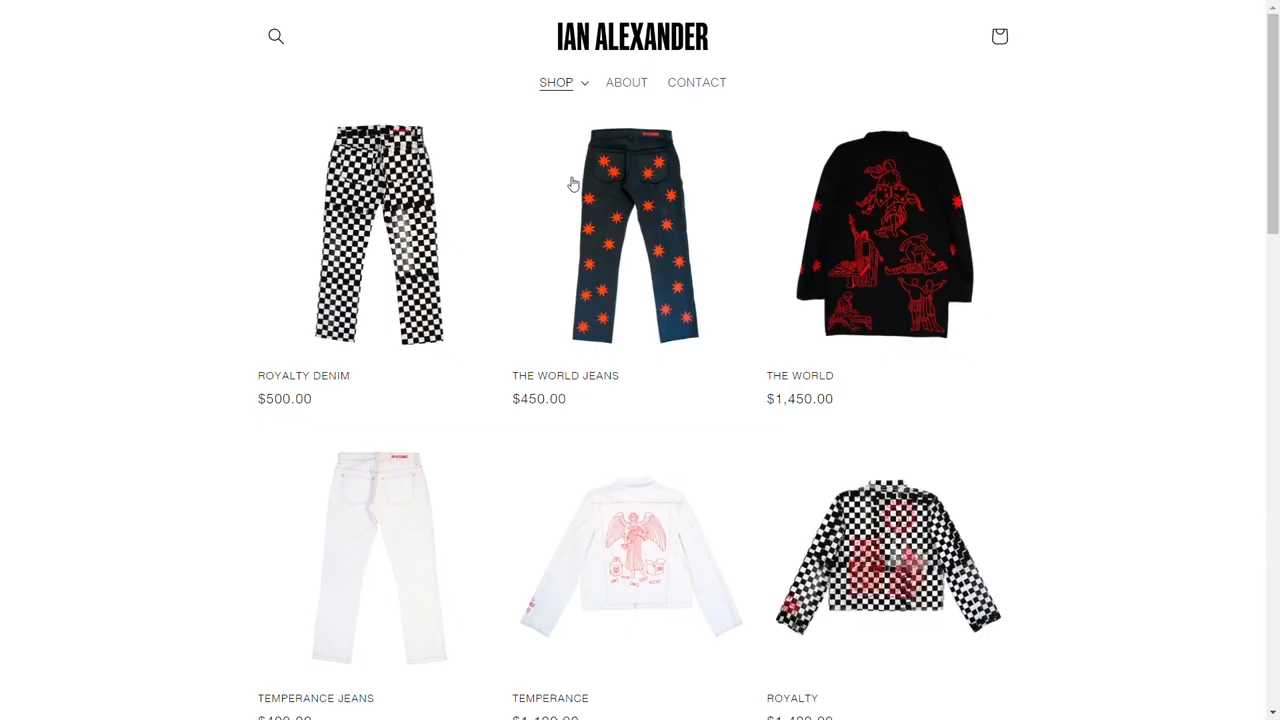 IAN ALEXANDER
SHOP ABOUT CONTACT
ROYALTY DENIM
$500.00
THE WORLD JEANS
$450.00
THE WORLD
$1,450.00
TEMPERANCE JEANS
TEMPERANCE
ROYALTY